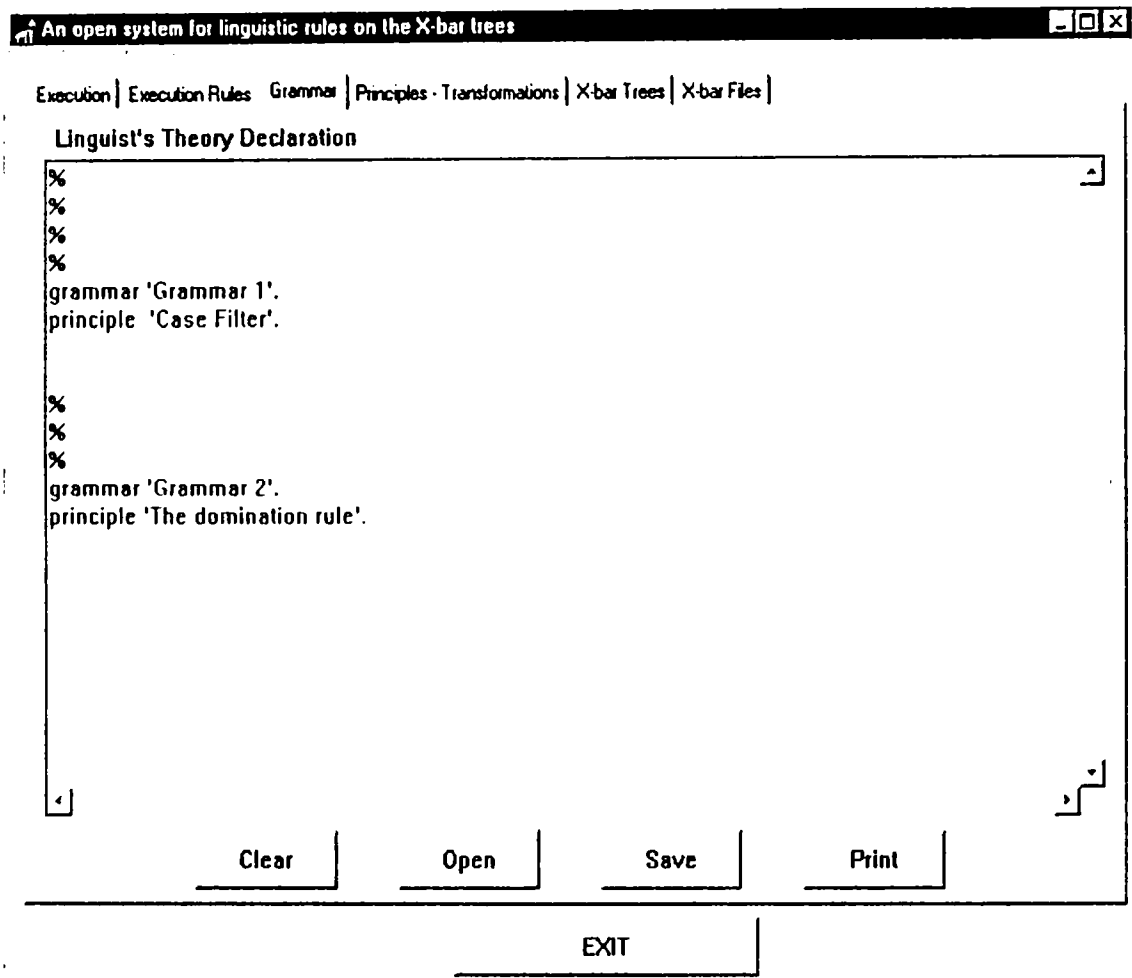 An open system for linguistic rules on the X-bar trees
Execution Execution Rules Grammar Principles - Transformations X-bar Trees X-bar Files
Linguist's Theory Declaration
%
%
%
%
grammar 'Grammar 1'.
principle 'Case Filter'.
%
%
%
grammar 'Grammar 2'.
principle 'The domination rule'.
Clear Open Save Print
EXIT